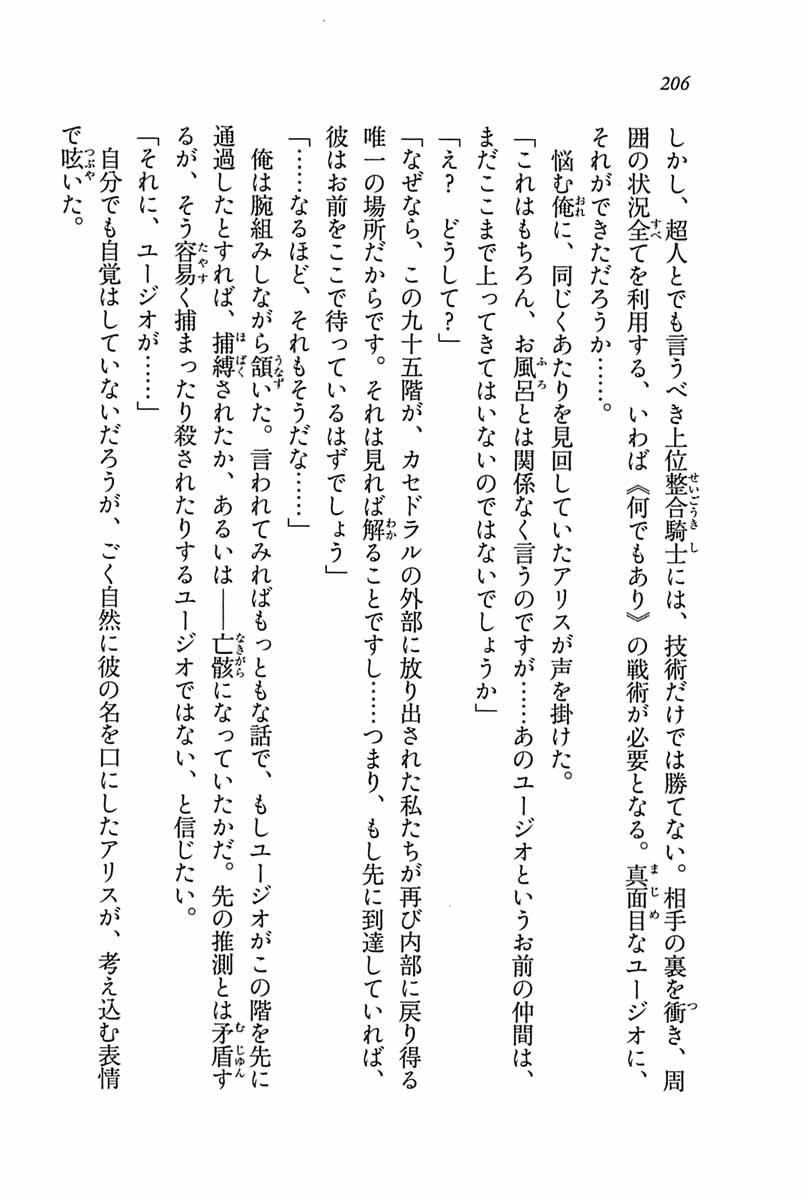 206
しかし、超人とでも言うべき上位整合騎士には、技術だけでは勝てない。相手の裏を衝き、周
囲の状況全てを利用する、いわば《何でもあり》の戦術が必要となる。真面目なユージオに、
それができただろうか……。
悩む俺に、同じくあたりを見回していたアリスが声を掛けた。
「これはもちろん、お風呂とは関係なく言うのですが……あのユージオというお前の仲間は、
まだここまで上ってきてはいないのではないでしょうか」
「え？　どうして？」
「なぜなら、この九十五階が、カセドラルの外部に放り出された私たちが再び内部に戻り得る
唯一の場所だからです。それは見れば解ることですし……つまり、もし先に到達していれば、
彼はお前をここで待っているはずでしょう」
「……なるほど、それもそうだな……」
俺は腕組みしながら頷いた。言われてみればもっともな話で、もしユージオがこの階を先に
通過したとすれば、捕縛されたか、あるいは――亡骸になっていたかだ。先の推測とは矛盾す
るが、そう容易く捕まったり殺されたりするユージオではない、と信じたい。
「それに、ユージオが……」
自分でも自覚はしていないだろうが、ごく自然に彼の名を口にしたアリスが、考え込む表情
で呟いた。